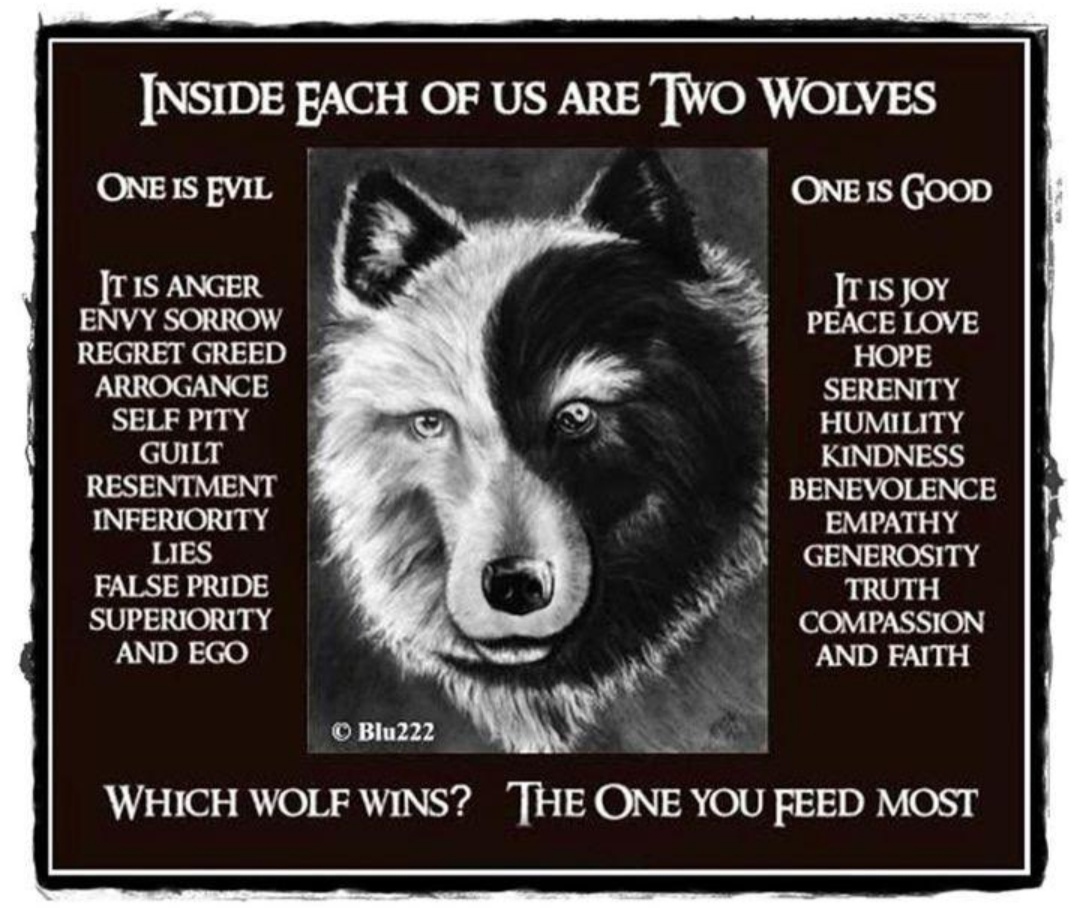 INSIDE EACH OF US ARE TWO WOLVES
ONE IS EVIL
IT IS ANGER
ENVY SORROW
REGRET GREED
ARROGANCE
SELF PITY
GUILT
RESENTMENT
INFERIORITY
LIES
FALSE PRIDE
SUPERIORITY
AND EGO
ONE IS GOOD
IT IS JOY
PEACE LOVE
HOPE
SERENITY
HUMILITY
KINDNESS
BENEVOLENCE
EMPATHY
GENEROSITY
TRUTH
COMPASSION
AND FAITH
© Blu222
WHICH WOLF WINS? THE ONE YOU FEED MOST